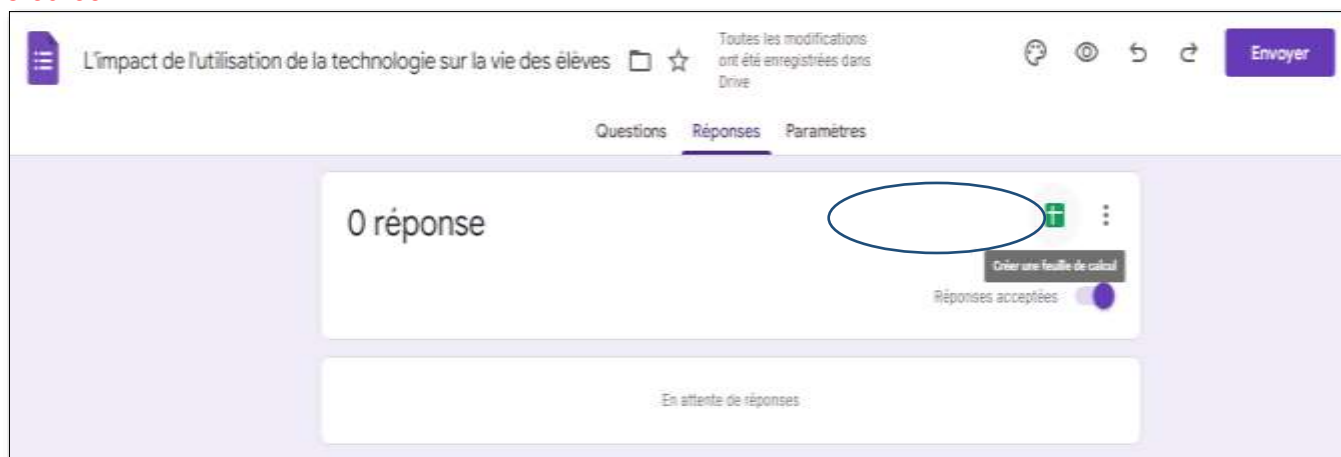 L'impact de l'utilisation de la technologie sur la vie des élèves
Toutes les modifications
ont été enregistrées dans
Drive
Envoyer
Questions Réponses Paramètres
0 réponse
Créer une feuille de calcul
Réponses acceptées
En attente de réponses